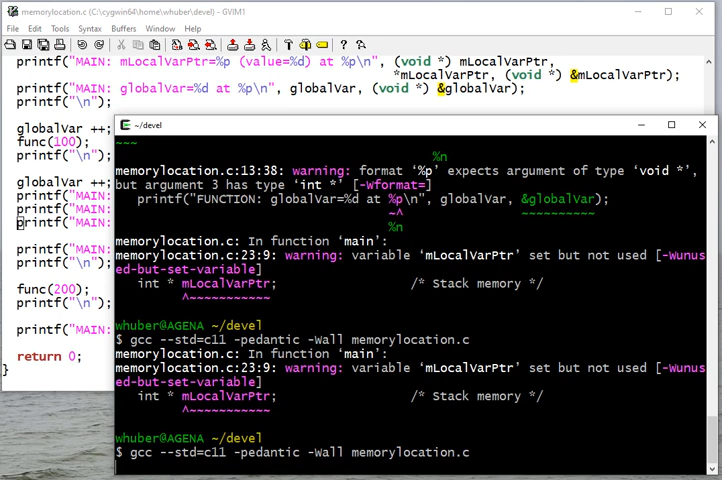 memorylocation.c (C:\cygwin64\home\whuber\devel) - GVIM1
File Edit Tools Syntax Buffers Window Help
printf("MAIN: mLocalVarPtr=%p (value=%d) at %p\n", (void *) mLocalVarPtr,
*mLocalVarPtr, (void *) &mLocalVarPtr);
printf("MAIN: globalVar=%d at %p\n", globalVar, (void *) &globalVar);
printf("\n");
globalVar ++;
func(100);
printf("\n");
globalVar ++;
printf("MAIN:
printf("MAIN:
printf("MAIN:
printf("MAIN:
printf("\n");
func(200);
printf("\n");
printf("MAIN:
return 0;
}
~/devel
~~~
%n
memorylocation.c:13:38: warning: format ‘%p’ expects argument of type ‘void *’,
but argument 3 has type ‘int *’ [-Wformat=]
printf("FUNCTION: globalVar=%d at %p\n", globalVar, &globalVar);
~^ ~~~~~~~~~~
%n
memorylocation.c: In function ‘main’:
memorylocation.c:23:9: warning: variable ‘mLocalVarPtr’ set but not used [-Wunus
ed-but-set-variable]
int * mLocalVarPtr; /* Stack memory */
^~~~~~~~~~~~
whuber@AGENA ~/devel
$ gcc --std=c11 -pedantic -Wall memorylocation.c
memorylocation.c: In function ‘main’:
memorylocation.c:23:9: warning: variable ‘mLocalVarPtr’ set but not used [-Wunus
ed-but-set-variable]
int * mLocalVarPtr; /* Stack memory */
^~~~~~~~~~~~
whuber@AGENA ~/devel
$ gcc --std=c11 -pedantic -Wall memorylocation.c